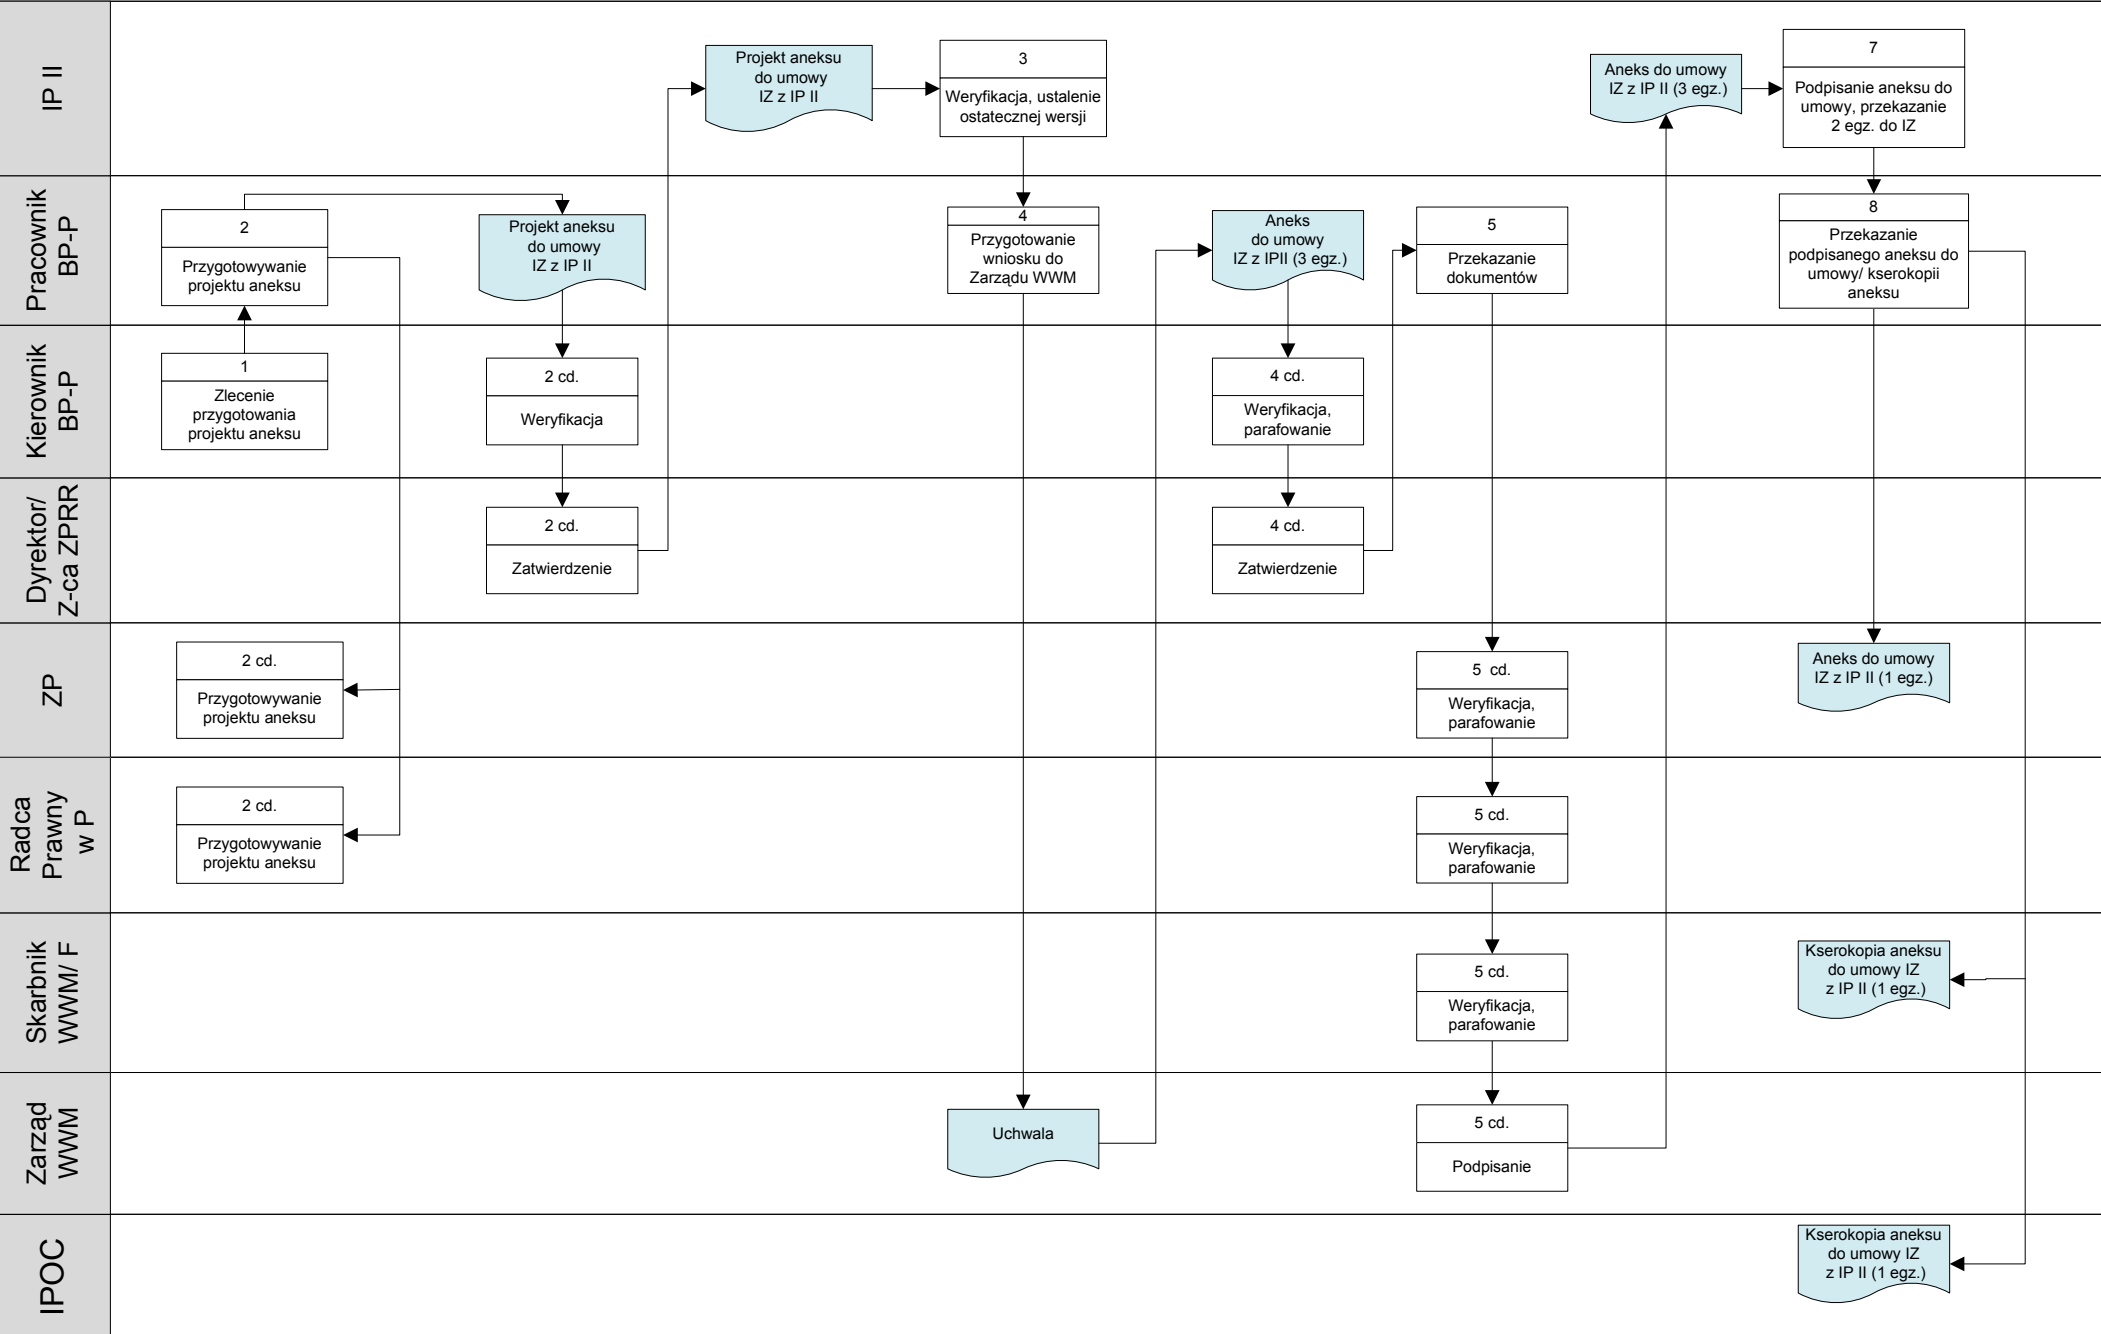 IP II
Projekt aneksu
do umowy
IZ z IP II
3
Weryfikacja, ustalenie
ostatecznej wersji
Aneks do umowy
IZ z IP II (3 egz.)
7
Podpisanie aneksu do
umowy, przekazanie
2 egz. do IZ
Pracownik
BP-P
2
Przygotowywanie
projektu aneksu
Projekt aneksu
do umowy
IZ z IP II
4
Przygotowanie
wniosku do
Zarządu WWM
Aneks
do umowy
IZ z IPII (3 egz.)
5
Przekazanie
dokumentów
8
Przekazanie
podpisanego aneksu do
umowy/ kserokopii
aneksu
Kierownik
BP-P
1
Zlecenie
przygotowania
projektu aneksu
2 cd.
Weryfikacja
4 cd.
Weryfikacja,
parafowanie
Dyrektor/
Z-ca ZPRR
2 cd.
Zatwierdzenie
4 cd.
Zatwierdzenie
ZP
2 cd.
Przygotowywanie
projektu aneksu
5 cd.
Weryfikacja,
parafowanie
Aneks do umowy
IZ z IP II (1 egz.)
Radca
Prawny
w P
2 cd.
Przygotowywanie
projektu aneksu
5 cd.
Weryfikacja,
parafowanie
Skarbnik
WWM/ F
5 cd.
Weryfikacja,
parafowanie
Kserokopia aneksu
do umowy IZ
z IP II (1 egz.)
Zarząd
WWM
Uchwala
5 cd.
Podpisanie
IPOC
Kserokopia aneksu
do umowy IZ
z IP II (1 egz.)